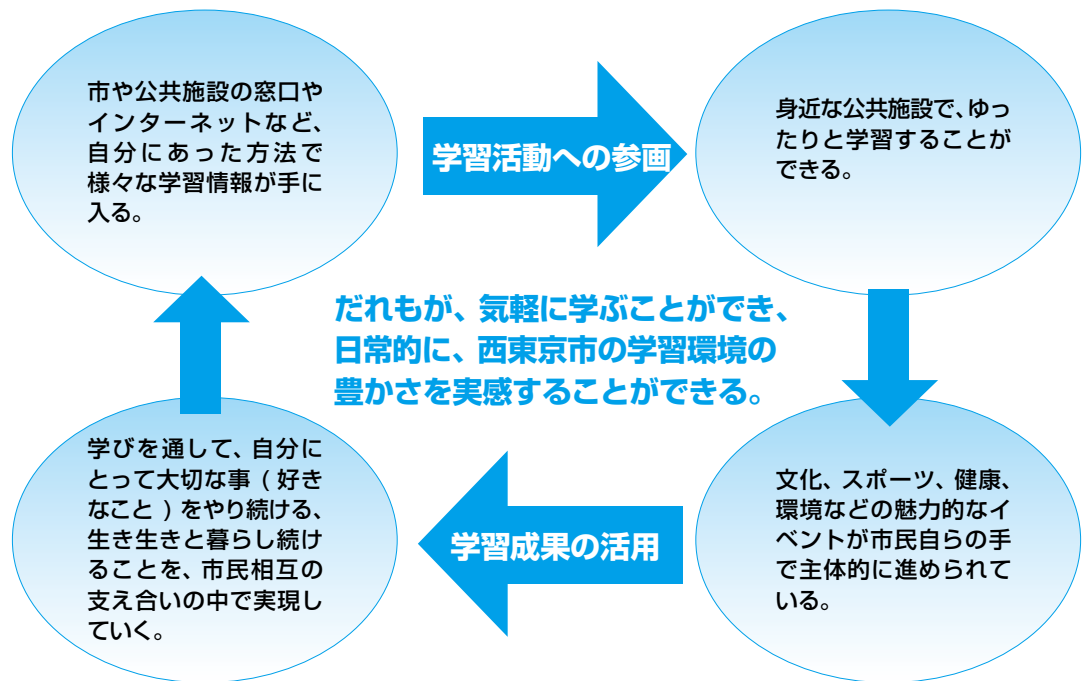 市や公共施設の窓口や
インターネットなど、
自分にあった方法で
様々な学習情報が手に
入る。
学習活動への参画
身近な公共施設で、ゆっ
たりと学習することが
できる。
だれもが、気軽に学ぶことができ、
日常的に、西東京市の学習環境の
豊かさを実感することができる。
学びを通して、自分に
とって大切な事（好き
なこと）をやり続ける、
生き生きと暮らし続け
ることを、市民相互の
支え合いの中で実現し
ていく。
学習成果の活用
文化、スポーツ、健康、
環境などの魅力的なイ
ベントが市民自らの手
で主体的に進められて
いる。